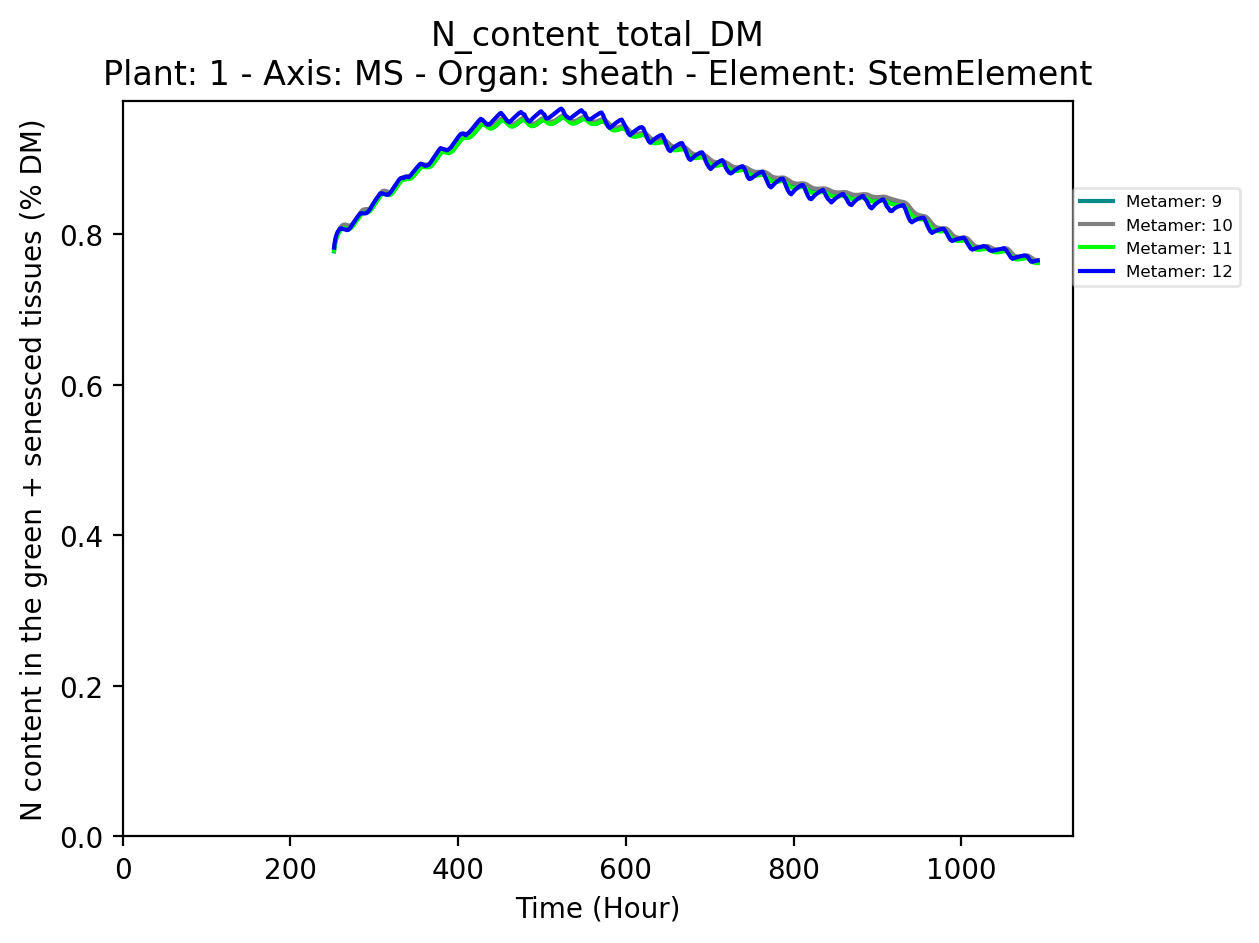 N_content_total_DM
Plant: 1 - Axis: MS - Organ: sheath - Element: StemElement
N content in the green + senesced tissues (% DM)
0.8
0.6
0.4
0.2
0.0
0 200 400 600 800 1000
Time (Hour)
Metamer: 9
Metamer: 10
Metamer: 11
Metamer: 12